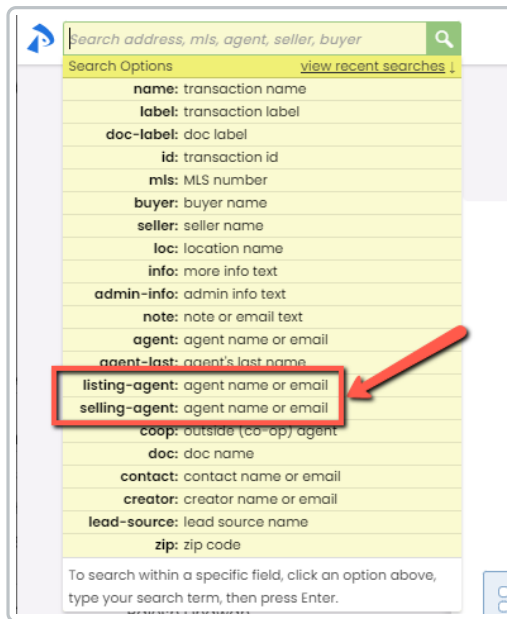 Search address, mls, agent, seller, buyer
Search Options view recent searches ↓
name: transaction name
label: transaction label
doc-label: doc label
id: transaction id
mls: MLS number
buyer: buyer name
seller: seller name
loc: location name
info: more info text
admin-info: admin info text
note: note or email text
agent: agent name or email
agent-last: agent's last name
listing-agent: agent name or email
selling-agent: agent name or email
coop: outside (co-op) agent
doc: doc name
contact: contact name or email
creator: creator name or email
lead-source: lead source name
zip: zip code
To search within a specific field, click an option above,
type your search term, then press Enter.